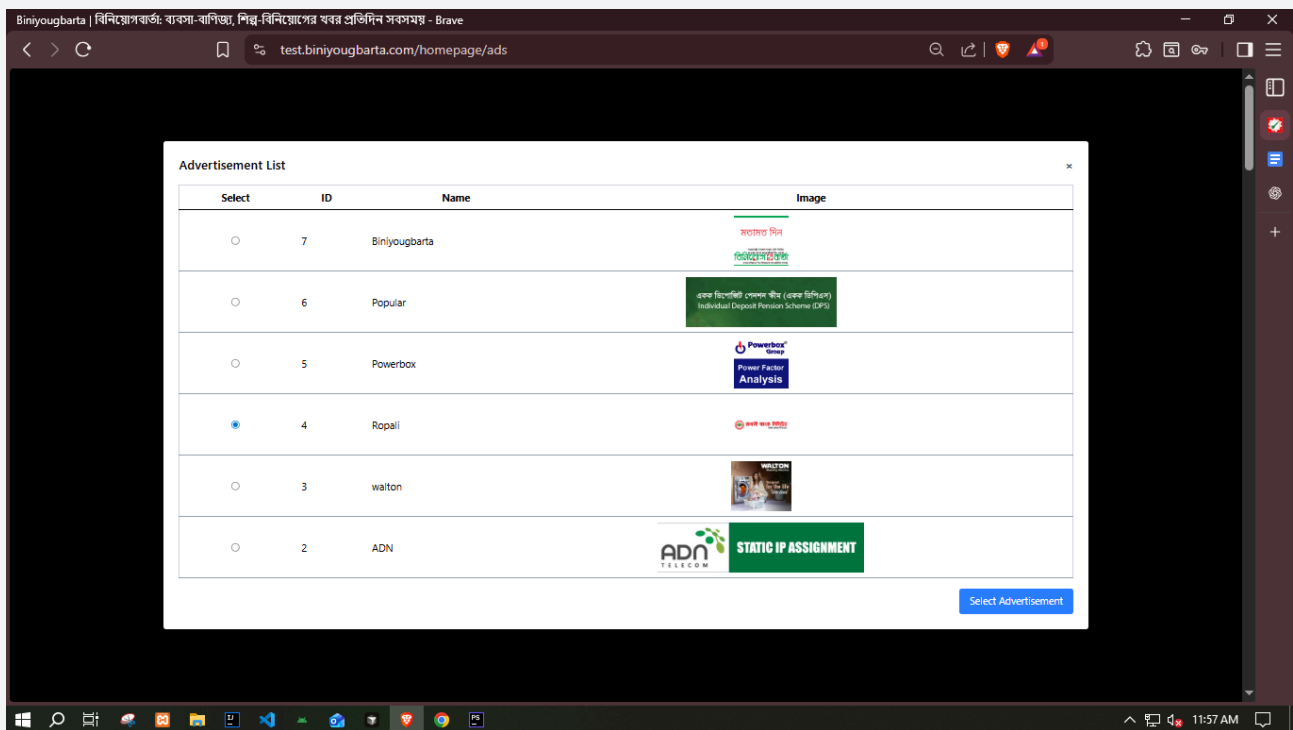 Biniyougbarta | বিনিয়োগবার্তা: ব্যবসা-বাণিজ্য, শিল্প-বিনিয়োগের খবর প্রতিদিন সবসময় - Brave
test.biniyougbarta.com/homepage/ads
1
Advertisement List
×
Select ID Name Image
7 Biniyougbarta
মতামত দিন
6 Popular
একক ডিপোজিট পেনশন স্কীম (একক ডিপিএস)
Individual Deposit Pension Scheme (DPS)
5 Powerbox
Powerbox®
Group
Power Factor
Analysis
4 Ropali
3 walton
WALTON
2 ADN
ADN
TELECOM
STATIC IP ASSIGNMENT
Select Advertisement
11:57 AM